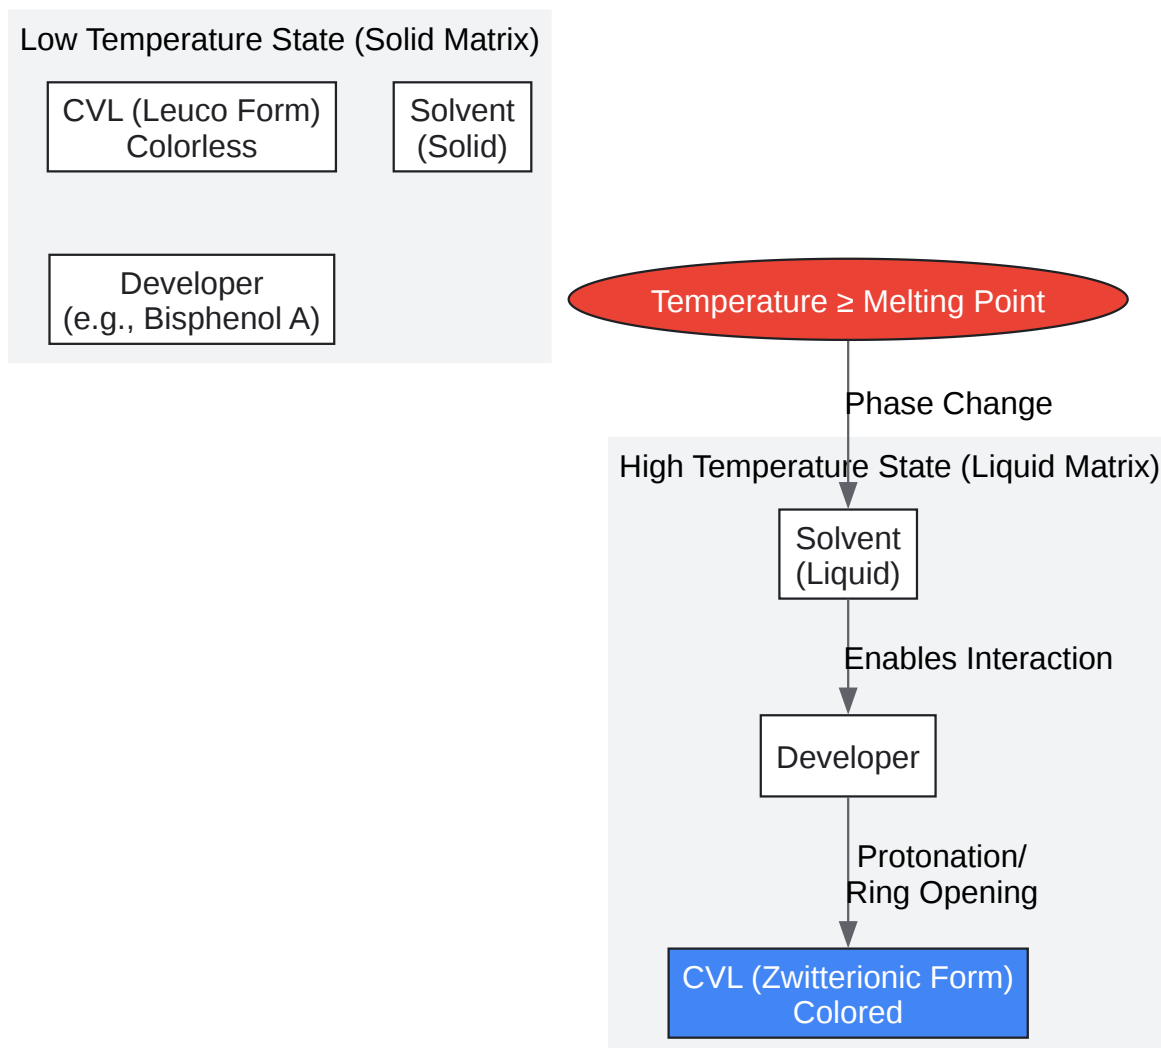 Low Temperature State (Solid Matrix)
CVL (Leuco Form)
Colorless
Solvent
(Solid)
Developer
(e.g., Bisphenol A)
Temperature ≥ Melting Point
Phase Change
High Temperature State (Liquid Matrix)
Solvent
(Liquid)
Enables Interaction
Developer
Protonation/
Ring Opening
CVL (Zwitterionic Form)
Colored